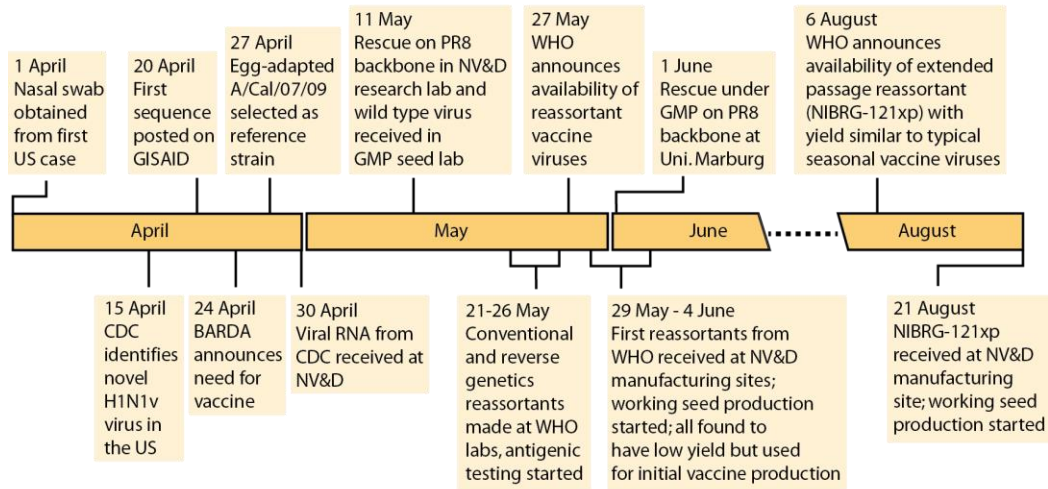 1 April
Nasal swab
obtained
from first
US case
20 April
First
sequence
posted on
GISAID
27 April
Egg-adapted
A/Cal/07/09
selected as
reference
strain
11 May
Rescue on PR8
backbone in NV&D
research lab and
wild type virus
received in
GMP seed lab
27 May
WHO
announces
availability of
reassortant
vaccine
viruses
1 June
Rescue under
GMP on PR8
backbone at
Uni. Marburg
6 August
WHO announces
availability of extended
passage reassortant
(NIBRG-121xp) with
yield similar to typical
seasonal vaccine viruses
April
May
June
August
15 April
CDC
identifies
novel
H1N1v
virus in
the US
24 April
BARDA
announces
need for
vaccine
30 April
Viral RNA from
CDC received at
NV&D
21-26 May
Conventional
and reverse
genetics
reassortants
made at WHO
labs, antigenic
testing started
29 May - 4 June
First reassortants from
WHO received at NV&D
manufacturing sites;
working seed production
started; all found to
have low yield but used
for initial vaccine production
21 August
NIBRG-121xp
received at NV&D
manufacturing
site; working seed
production started